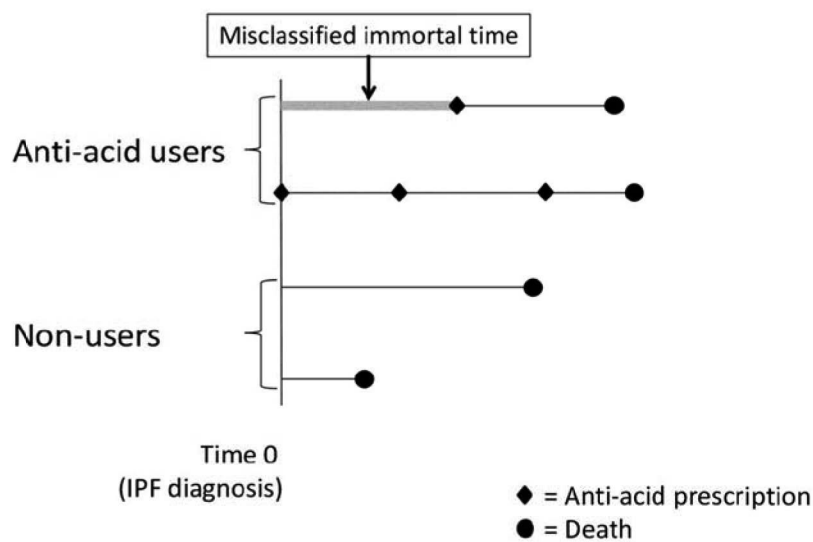 Misclassified immortal time
Anti-acid users
Non-users
Time 0
(IPF diagnosis)
= Anti-acid prescription
= Death